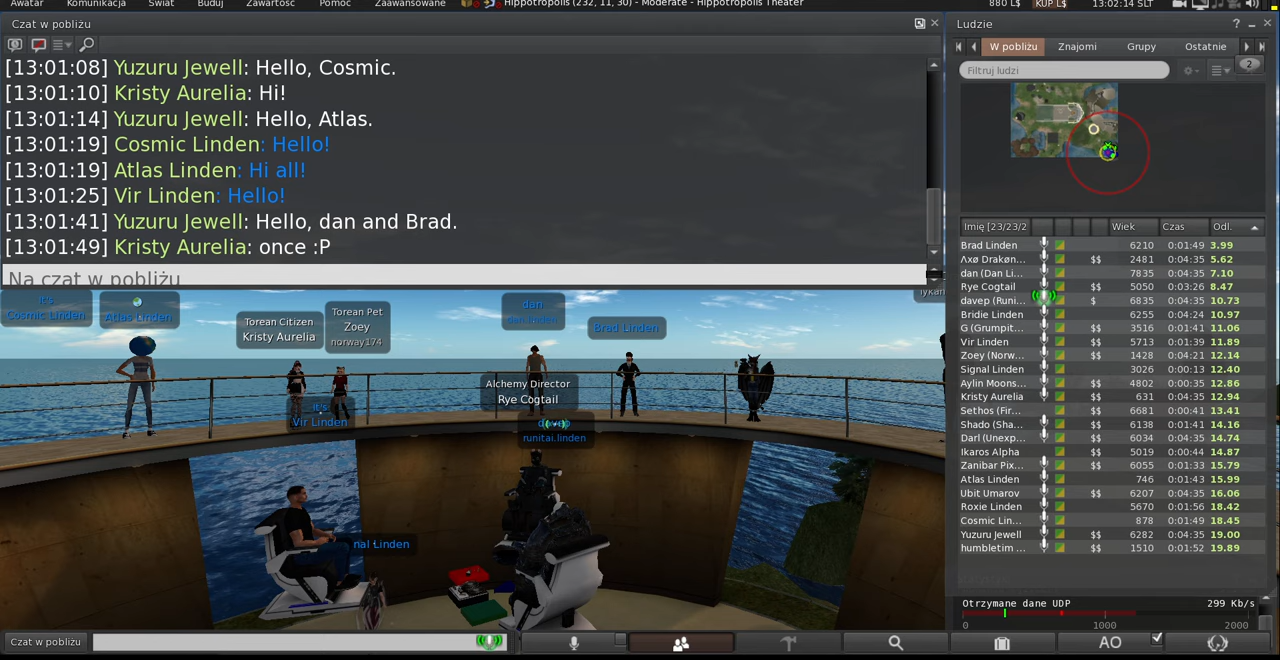 Awatar Komunikacja Świat Buduj Zawartość Pomoc Zaawansowane Hippotropolis (232, 11, 30) - Moderate - Hippotropolis Theater 880 L$ KUP L$ 13:02:14 SLT
Czat w pobliżu
[13:01:08] Yuzuru Jewell: Hello, Cosmic.
[13:01:10] Kristy Aurelia: Hi!
[13:01:14] Yuzuru Jewell: Hello, Atlas.
[13:01:19] Cosmic Linden: Hello!
[13:01:19] Atlas Linden: Hi all!
[13:01:25] Vir Linden: Hello!
[13:01:41] Yuzuru Jewell: Hello, dan and Brad.
[13:01:49] Kristy Aurelia: once :P
Na czat w pobliżu
it's
Cosmic Linden
Atlas Linden
Torean Citizen
Kristy Aurelia
Torean Pet
Zoey
norway174
dan
dan.linden
Brad Linden
Alchemy Director
Rye Cogtail
it's
Vir Linden
davep
runitai.linden
nal Linden
Czat w pobliżu
Ludzie
W pobliżu Znajomi Grupy Ostatnie
Filtruj ludzi
2
Imię [23/23/2 Wiek Czas Odl.
Brad Linden 6210 0:01:49 3.99
Λxø Drakøn... $$ 2481 0:04:35 5.62
dan (Dan Li... 7835 0:04:35 7.10
Rye Cogtail $$ 5050 0:03:26 8.47
davep (Runi... $ 6835 0:04:35 10.73
Bridie Linden 6255 0:04:24 10.97
G (Grumpit... $$ 3516 0:01:41 11.06
Vir Linden 5713 0:01:39 11.89
Zoey (Norw... $$ 1428 0:04:21 12.14
Signal Linden 3026 0:00:13 12.40
Aylin Moons... $$ 4802 0:00:35 12.86
Kristy Aurelia $$ 631 0:04:35 12.94
Sethos (Fir... $$ 6681 0:00:41 13.41
Shado (Sha... $$ 6138 0:01:41 14.16
Darl (Unexp... $$ 6034 0:04:35 14.74
Ikaros Alpha $$ 5019 0:00:44 14.87
Zanibar Pix... $$ 6055 0:01:33 15.79
Atlas Linden 746 0:01:43 15.99
Ubit Umarov $$ 6207 0:04:35 16.06
Roxie Linden 5670 0:01:56 18.42
Cosmic Lin... 878 0:01:49 18.45
Yuzuru Jewell $$ 6282 0:04:35 19.00
humbletim ... $$ 1510 0:01:52 19.89
Otrzymane dane UDP 299 Kb/s
0 1000 2000
AO